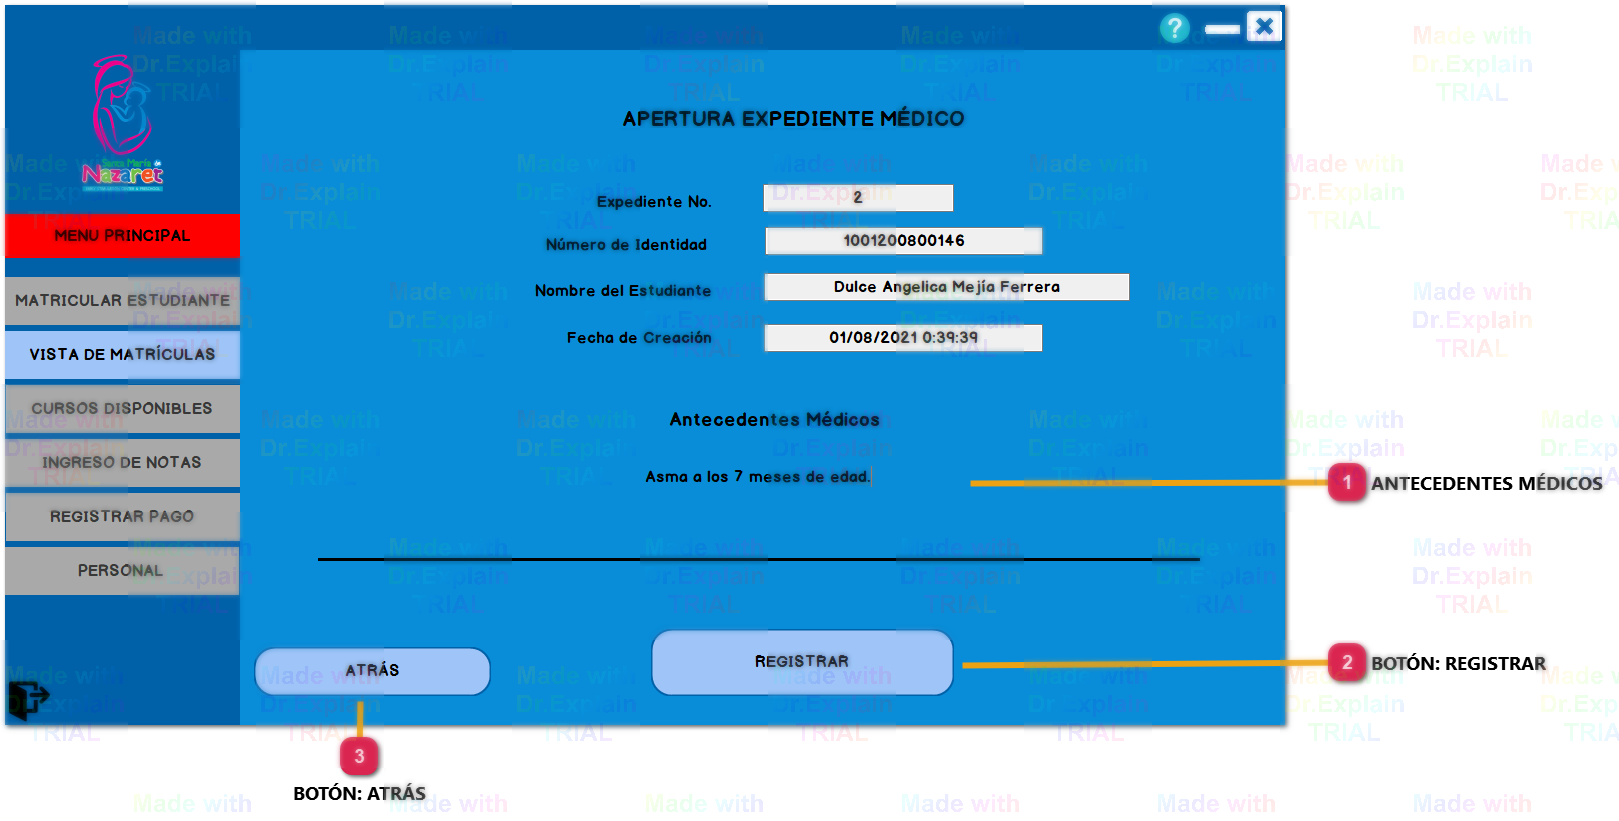 ?
Santa María de
Nazaret
APERTURA EXPEDIENTE MÉDICO
Expediente No.
2
Número de Identidad
1001200800146
Nombre del Estudiante
Dulce Angelica Mejía Ferrera
Fecha de Creación
01/08/2021 0:39:39
MENU PRINCIPAL
MATRICULAR ESTUDIANTE
VISTA DE MATRÍCULAS
CURSOS DISPONIBLES
INGRESO DE NOTAS
REGISTRAR PAGO
PERSONAL
Antecedentes Médicos
Asma a los 7 meses de edad.
1 ANTECEDENTES MÉDICOS
ATRÁS
REGISTRAR
2 BOTÓN: REGISTRAR
3
BOTÓN: ATRÁS
Made with
Dr.Explain
TRIAL